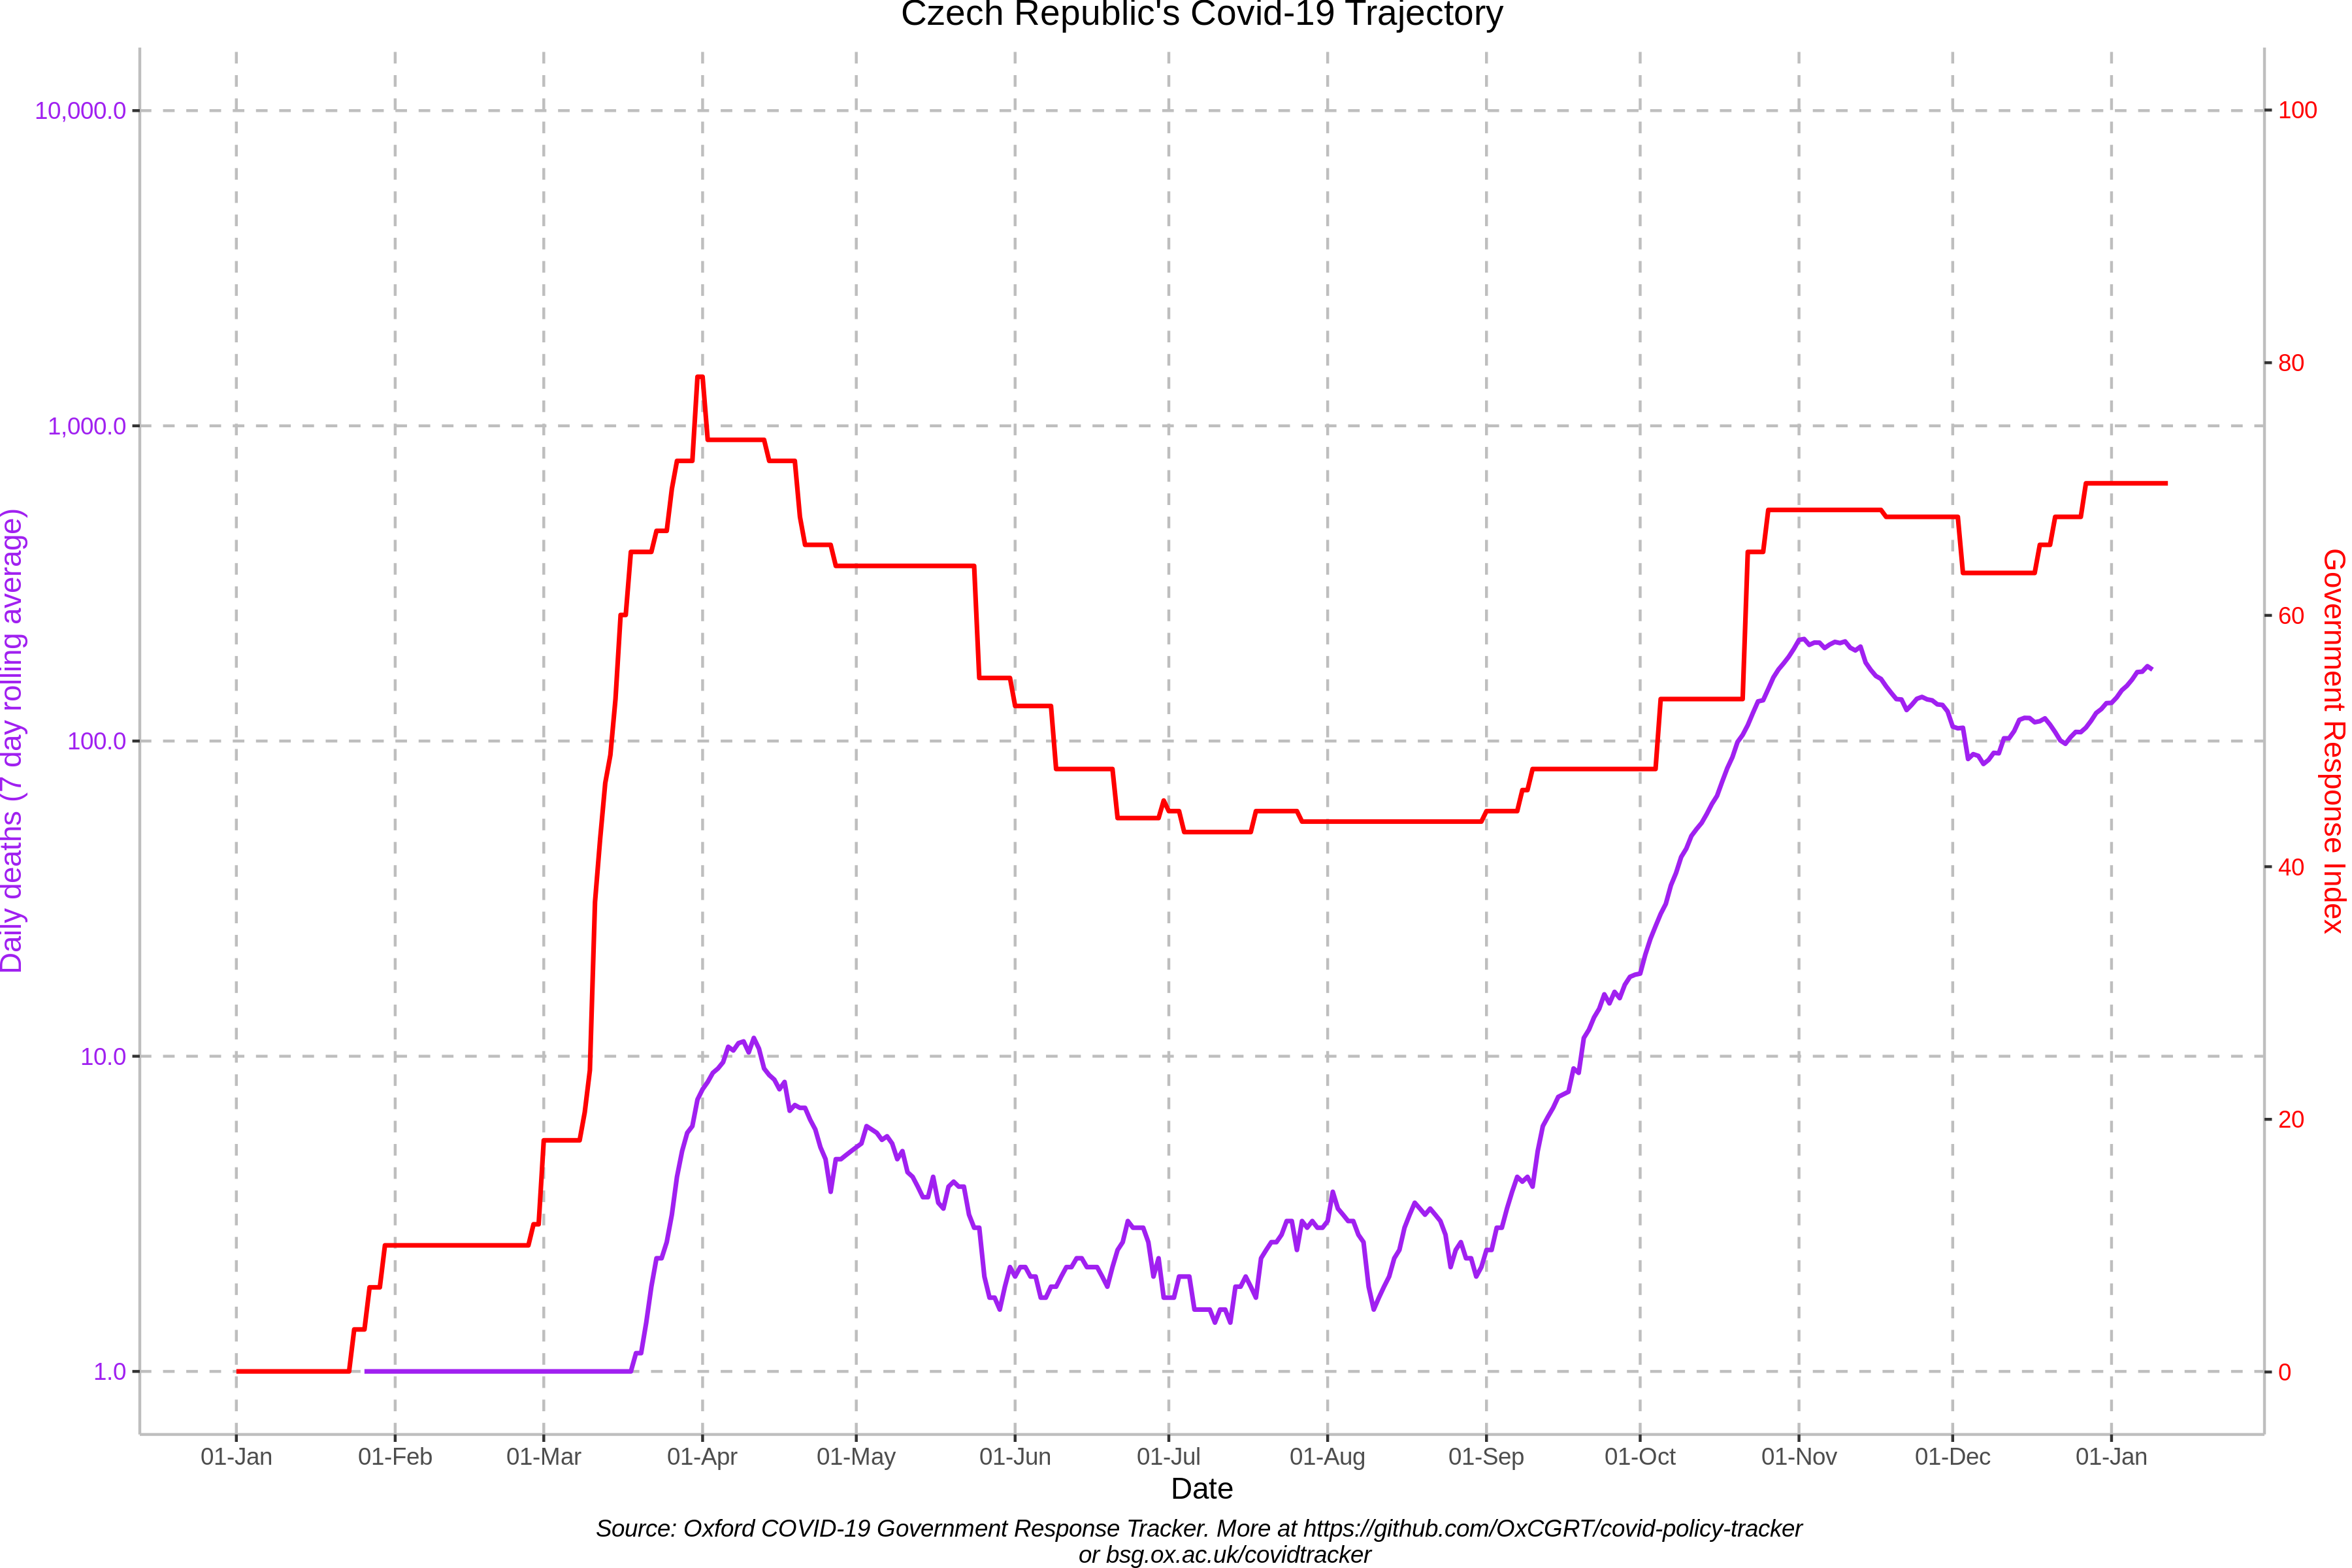 Czech Republic's Covid-19 Trajectory
10,000.0
1,000.0
100.0
10.0
1.0
Daily deaths (7 day rolling average)
100
80
60
40
20
0
Government Response Index
01-Jan 01-Feb 01-Mar 01-Apr 01-May 01-Jun 01-Jul 01-Aug 01-Sep 01-Oct 01-Nov 01-Dec 01-Jan
Date
Source: Oxford COVID-19 Government Response Tracker. More at https://github.com/OxCGRT/covid-policy-tracker
or bsg.ox.ac.uk/covidtracker